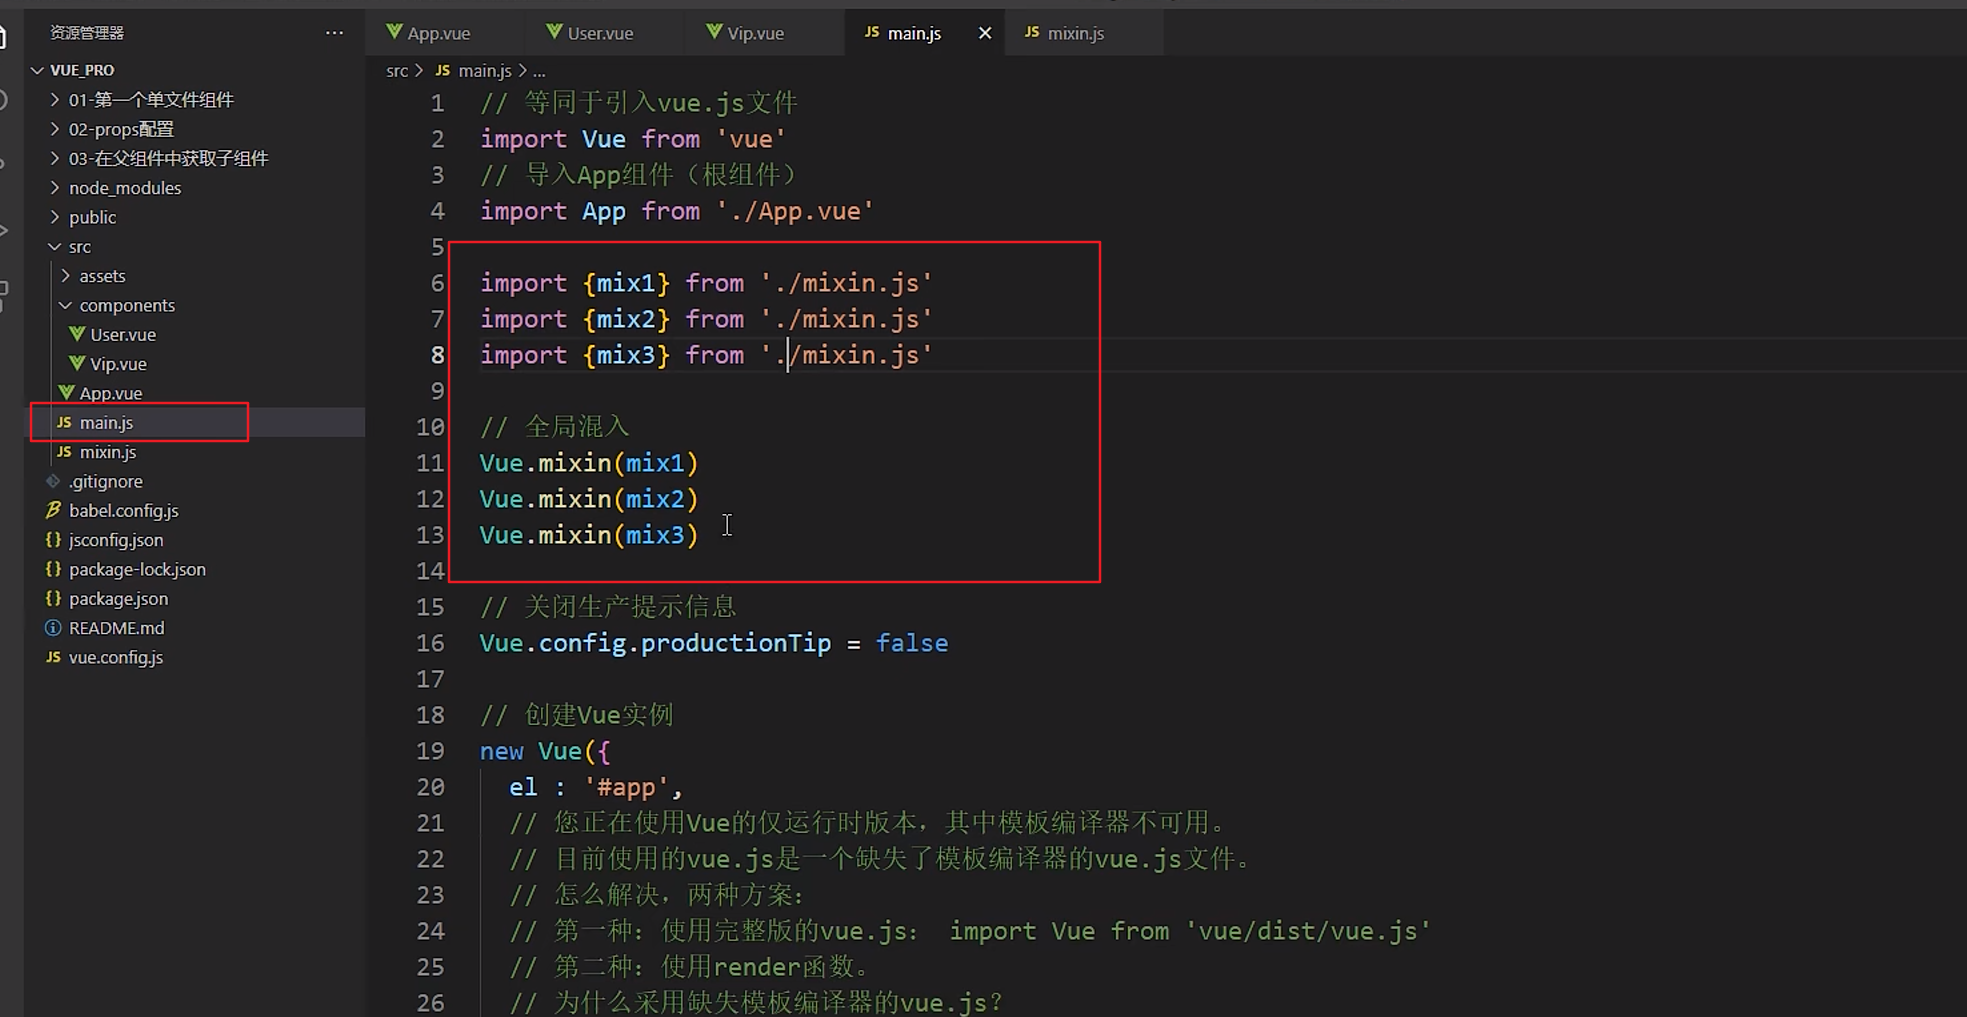 资源管理器
···
VUE_PRO
01-第一个单文件组件
02-props配置
03-在父组件中获取子组件
node_modules
public
src
assets
components
User.vue
Vip.vue
App.vue
JS main.js
JS mixin.js
.gitignore
babel.config.js
{} jsconfig.json
{} package-lock.json
{} package.json
README.md
JS vue.config.js
App.vue
User.vue
Vip.vue
JS main.js
JS mixin.js
src > JS main.js > ...
1 // 等同于引入vue.js文件
2 import Vue from 'vue'
3 // 导入App组件（根组件）
4 import App from './App.vue'
5
6 import {mix1} from './mixin.js'
7 import {mix2} from './mixin.js'
8 import {mix3} from './mixin.js'
9
10 // 全局混入
11 Vue.mixin(mix1)
12 Vue.mixin(mix2)
13 Vue.mixin(mix3)
14
15 // 关闭生产提示信息
16 Vue.config.productionTip = false
17
18 // 创建Vue实例
19 new Vue({
20 el : '#app',
21 // 您正在使用Vue的仅运行时版本，其中模板编译器不可用。
22 // 目前使用的vue.js是一个缺失了模板编译器的vue.js文件。
23 // 怎么解决，两种方案：
24 // 第一种：使用完整版的vue.js： import Vue from 'vue/dist/vue.js'
25 // 第二种：使用render函数。
26 // 为什么采用缺失模板编译器的vue.js？